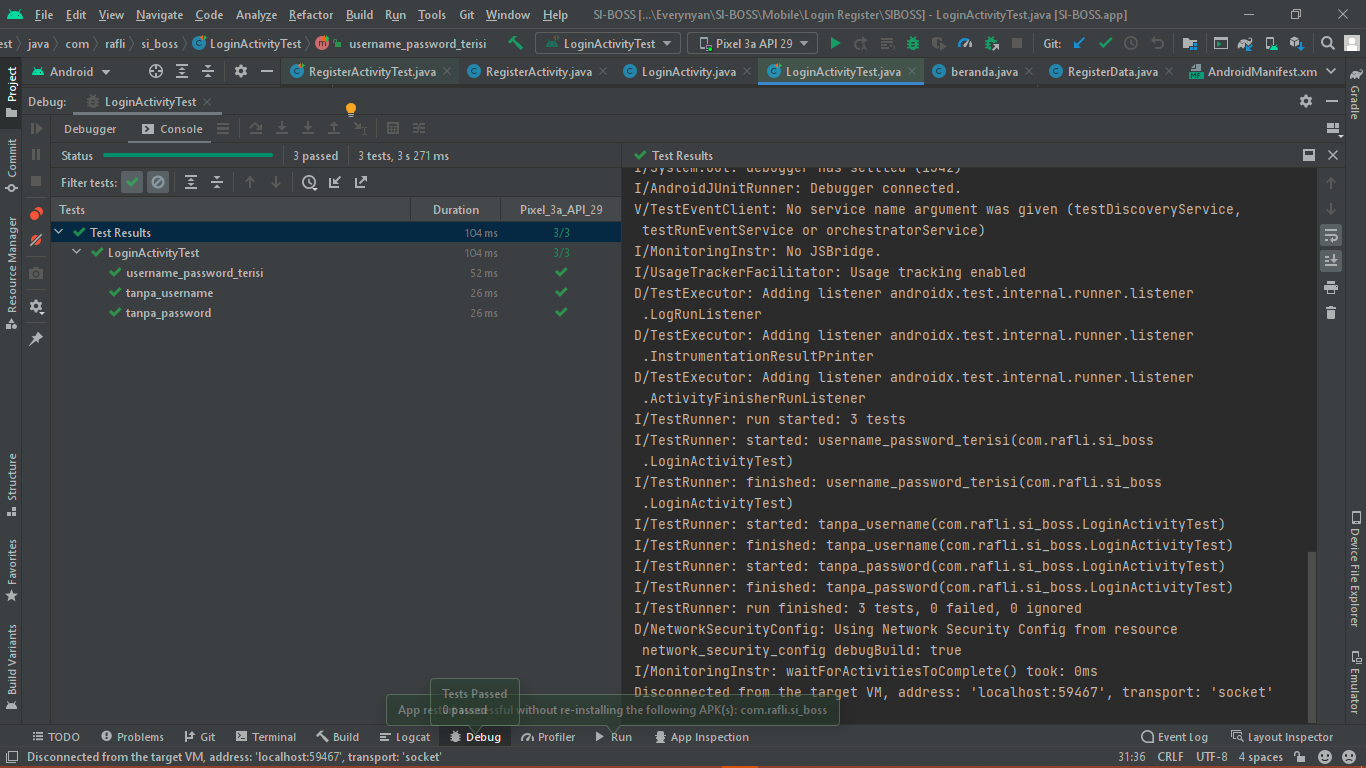 File Edit View Navigate Code Analyze Refactor Build Run Tools Git Window Help SI-BOSS [...\Everynyan\SI-BOSS\Mobile\Login Register\SIBOSS] - LoginActivityTest.java [SI-BOSS.app]
est java com rafli si_boss LoginActivityTest username_password_terisi LoginActivityTest Pixel 3a API 29 Git:
Android RegisterActivityTest.java RegisterActivity.java LoginActivity.java LoginActivityTest.java beranda.java RegisterData.java AndroidManifest.xm
Debug: LoginActivityTest
Debugger Console
Status 3 passed 3 tests, 3 s 271 ms
Filter tests:
Tests Duration Pixel_3a_API_29
Test Results 104 ms 3/3
LoginActivityTest 104 ms 3/3
username_password_terisi 52 ms
tanpa_username 26 ms
tanpa_password 26 ms
Test Results
I/System.out: debugger has settled (1342)
I/AndroidJUnitRunner: Debugger connected.
V/TestEventClient: No service name argument was given (testDiscoveryService,
testRunEventService or orchestratorService)
I/MonitoringInstr: No JSBridge.
I/UsageTrackerFacilitator: Usage tracking enabled
D/TestExecutor: Adding listener androidx.test.internal.runner.listener
.LogRunListener
D/TestExecutor: Adding listener androidx.test.internal.runner.listener
.InstrumentationResultPrinter
D/TestExecutor: Adding listener androidx.test.internal.runner.listener
.ActivityFinisherRunListener
I/TestRunner: run started: 3 tests
I/TestRunner: started: username_password_terisi(com.rafli.si_boss
.LoginActivityTest)
I/TestRunner: finished: username_password_terisi(com.rafli.si_boss
.LoginActivityTest)
I/TestRunner: started: tanpa_username(com.rafli.si_boss.LoginActivityTest)
I/TestRunner: finished: tanpa_username(com.rafli.si_boss.LoginActivityTest)
I/TestRunner: started: tanpa_password(com.rafli.si_boss.LoginActivityTest)
I/TestRunner: finished: tanpa_password(com.rafli.si_boss.LoginActivityTest)
I/TestRunner: run finished: 3 tests, 0 failed, 0 ignored
D/NetworkSecurityConfig: Using Network Security Config from resource
network_security_config debugBuild: true
I/MonitoringInstr: waitForActivitiesToComplete() took: 0ms
Disconnected from the target VM, address: 'localhost:59467', transport: 'socket'
Tests Passed
0 passed
App without re-installing the following APK(s): com.rafli.si_boss
Project
Commit
Resource Manager
Structure
Favorites
Build Variants
Gradle
Device File Explorer
Emulator
TODO Problems Git Terminal Build Logcat Debug Profiler Run App Inspection Event Log Layout Inspector
Disconnected from the target VM, address: 'localhost:59467', transport: 'socket' 31:36 CRLF UTF-8 4 spaces